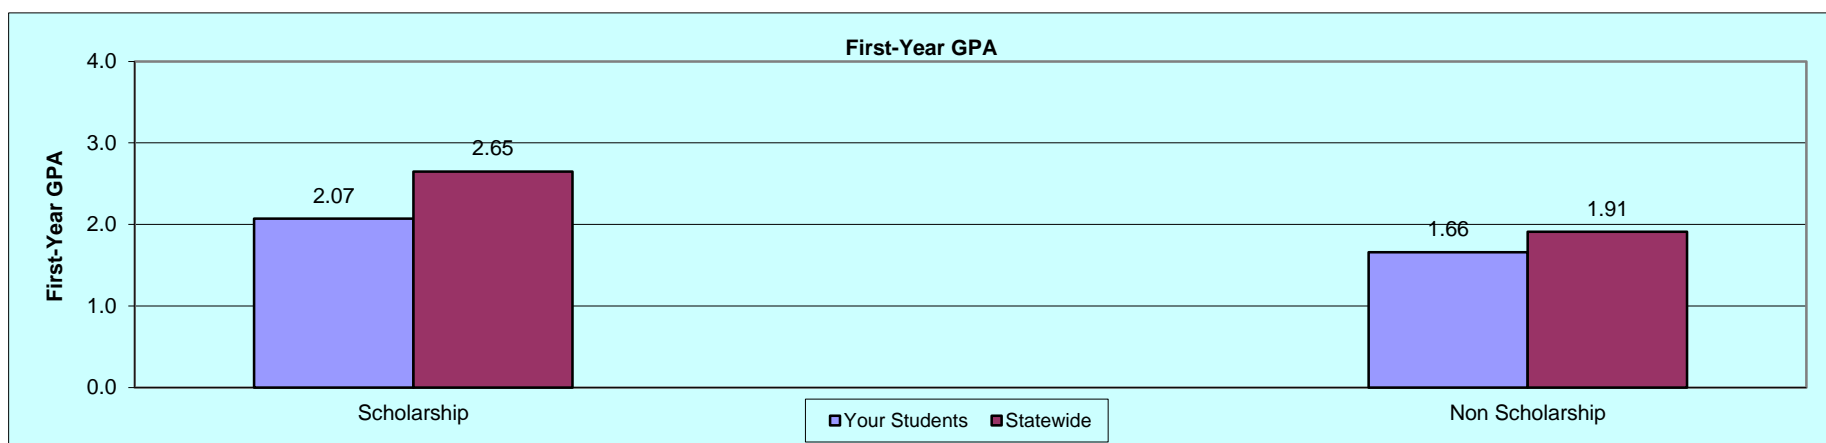 First-Year GPA
First-Year GPA
4.0
3.0
2.0
1.0
0.0
2.07
2.65
1.66
1.91
Scholarship
Non Scholarship
Your Students
Statewide